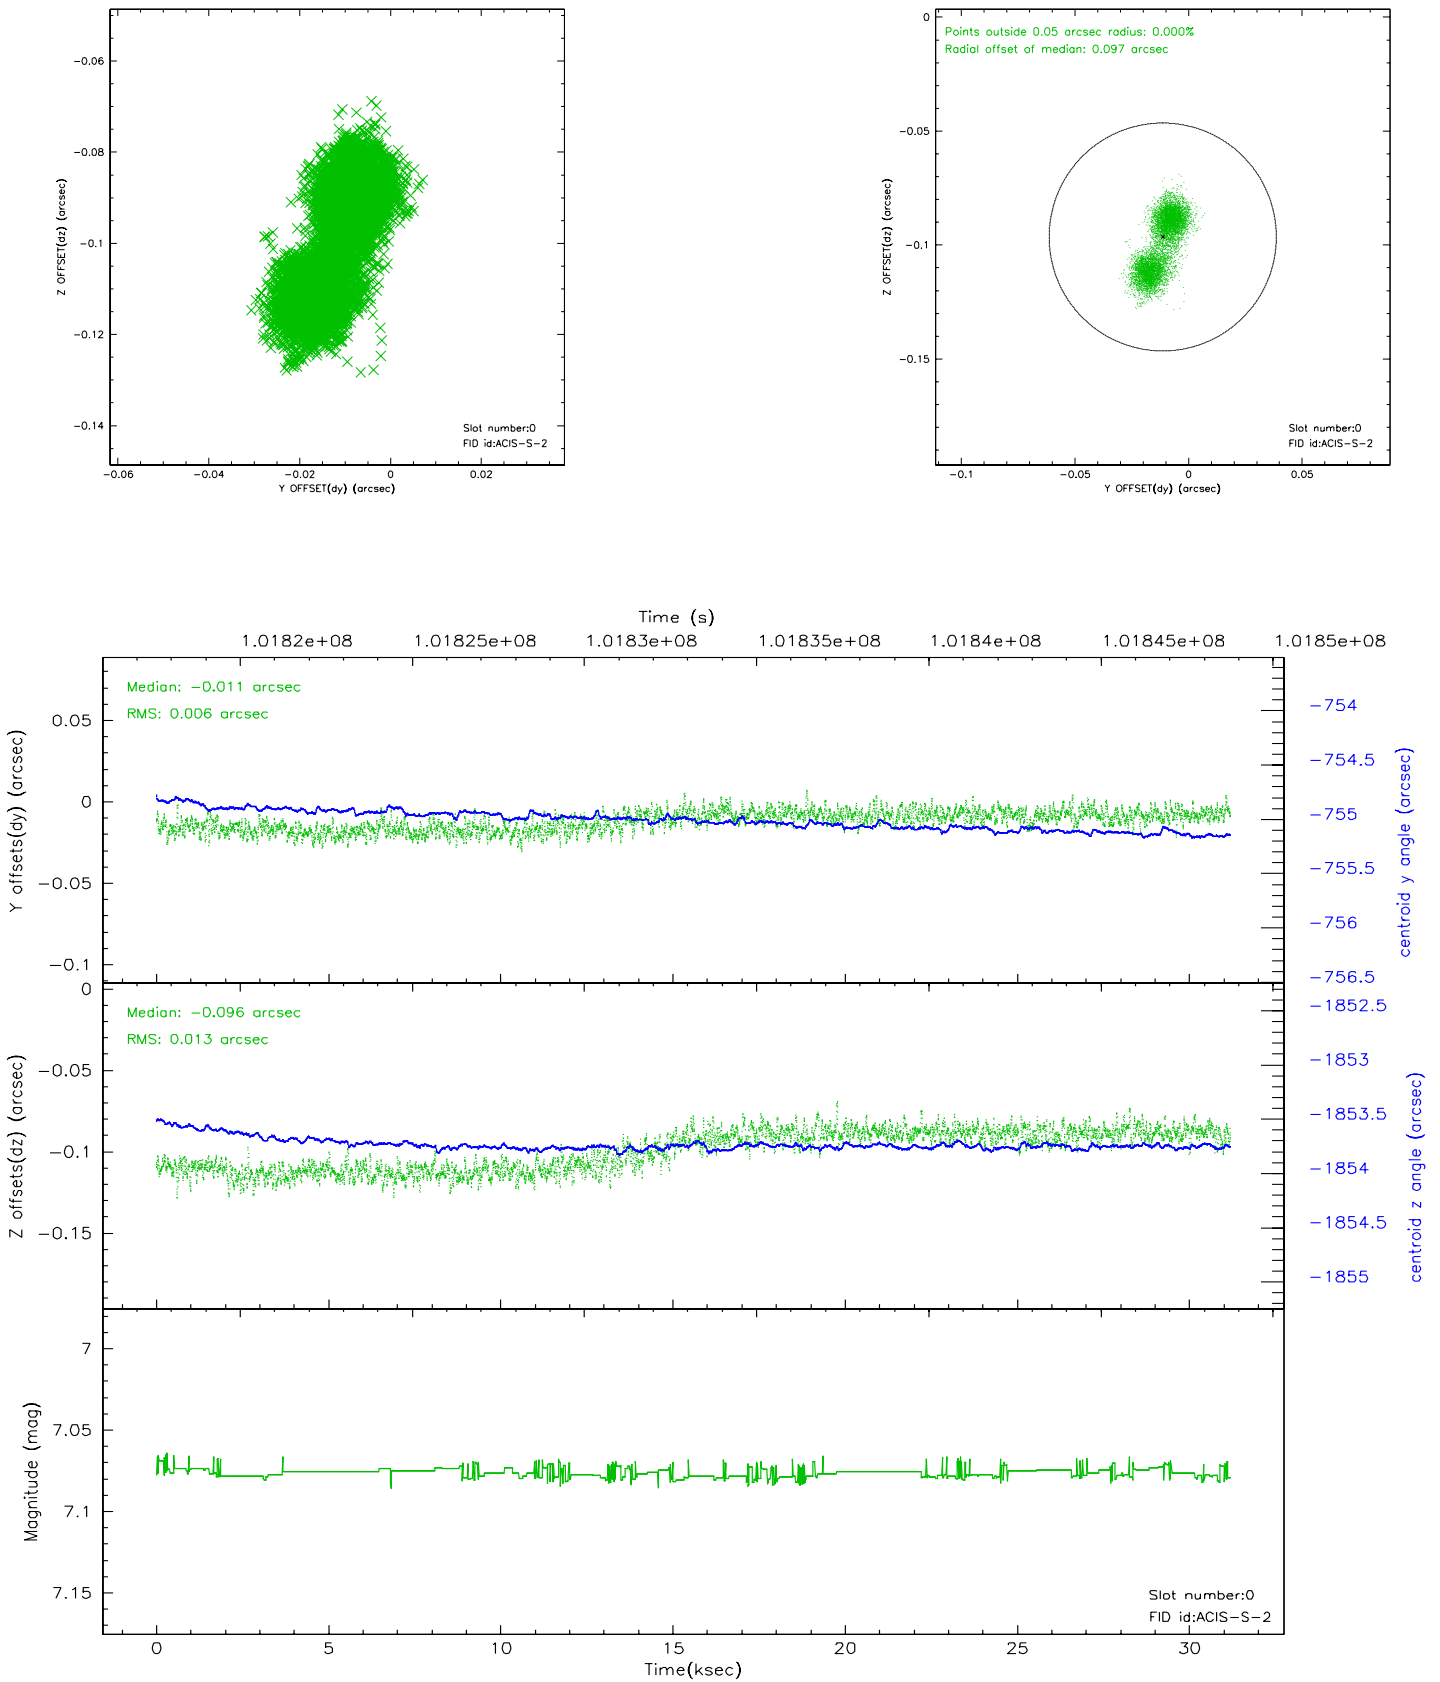 -0.06
-0.08
-0.1
-0.12
-0.14
Z OFFSET(dz) (arcsec)
Slot number:0
FID id:ACIS-S-2
-0.06 -0.04 -0.02 0 0.02
Y OFFSET(dy) (arcsec)
Points outside 0.05 arcsec radius: 0.000%
Radial offset of median: 0.097 arcsec
0
-0.05
-0.1
-0.15
Z OFFSET(dz) (arcsec)
Slot number:0
FID id:ACIS-S-2
-0.1 -0.05 0 0.05
Y OFFSET(dy) (arcsec)
Time (s)
1.0182e+08 1.01825e+08 1.0183e+08 1.01835e+08 1.0184e+08 1.01845e+08 1.0185e+08
Median: -0.011 arcsec
RMS: 0.006 arcsec
0.05
0
-0.05
-0.1
Y offsets(dy) (arcsec)
-754
-754.5
-755
-755.5
-756
-756.5
centroid y angle (arcsec)
Median: -0.096 arcsec
RMS: 0.013 arcsec
0
-0.05
-0.1
-0.15
Z offsets(dz) (arcsec)
-1852.5
-1853
-1853.5
-1854
-1854.5
-1855
centroid z angle (arcsec)
7
7.05
7.1
7.15
Magnitude (mag)
Slot number:0
FID id:ACIS-S-2
0 5 10 15 20 25 30
Time(ksec)